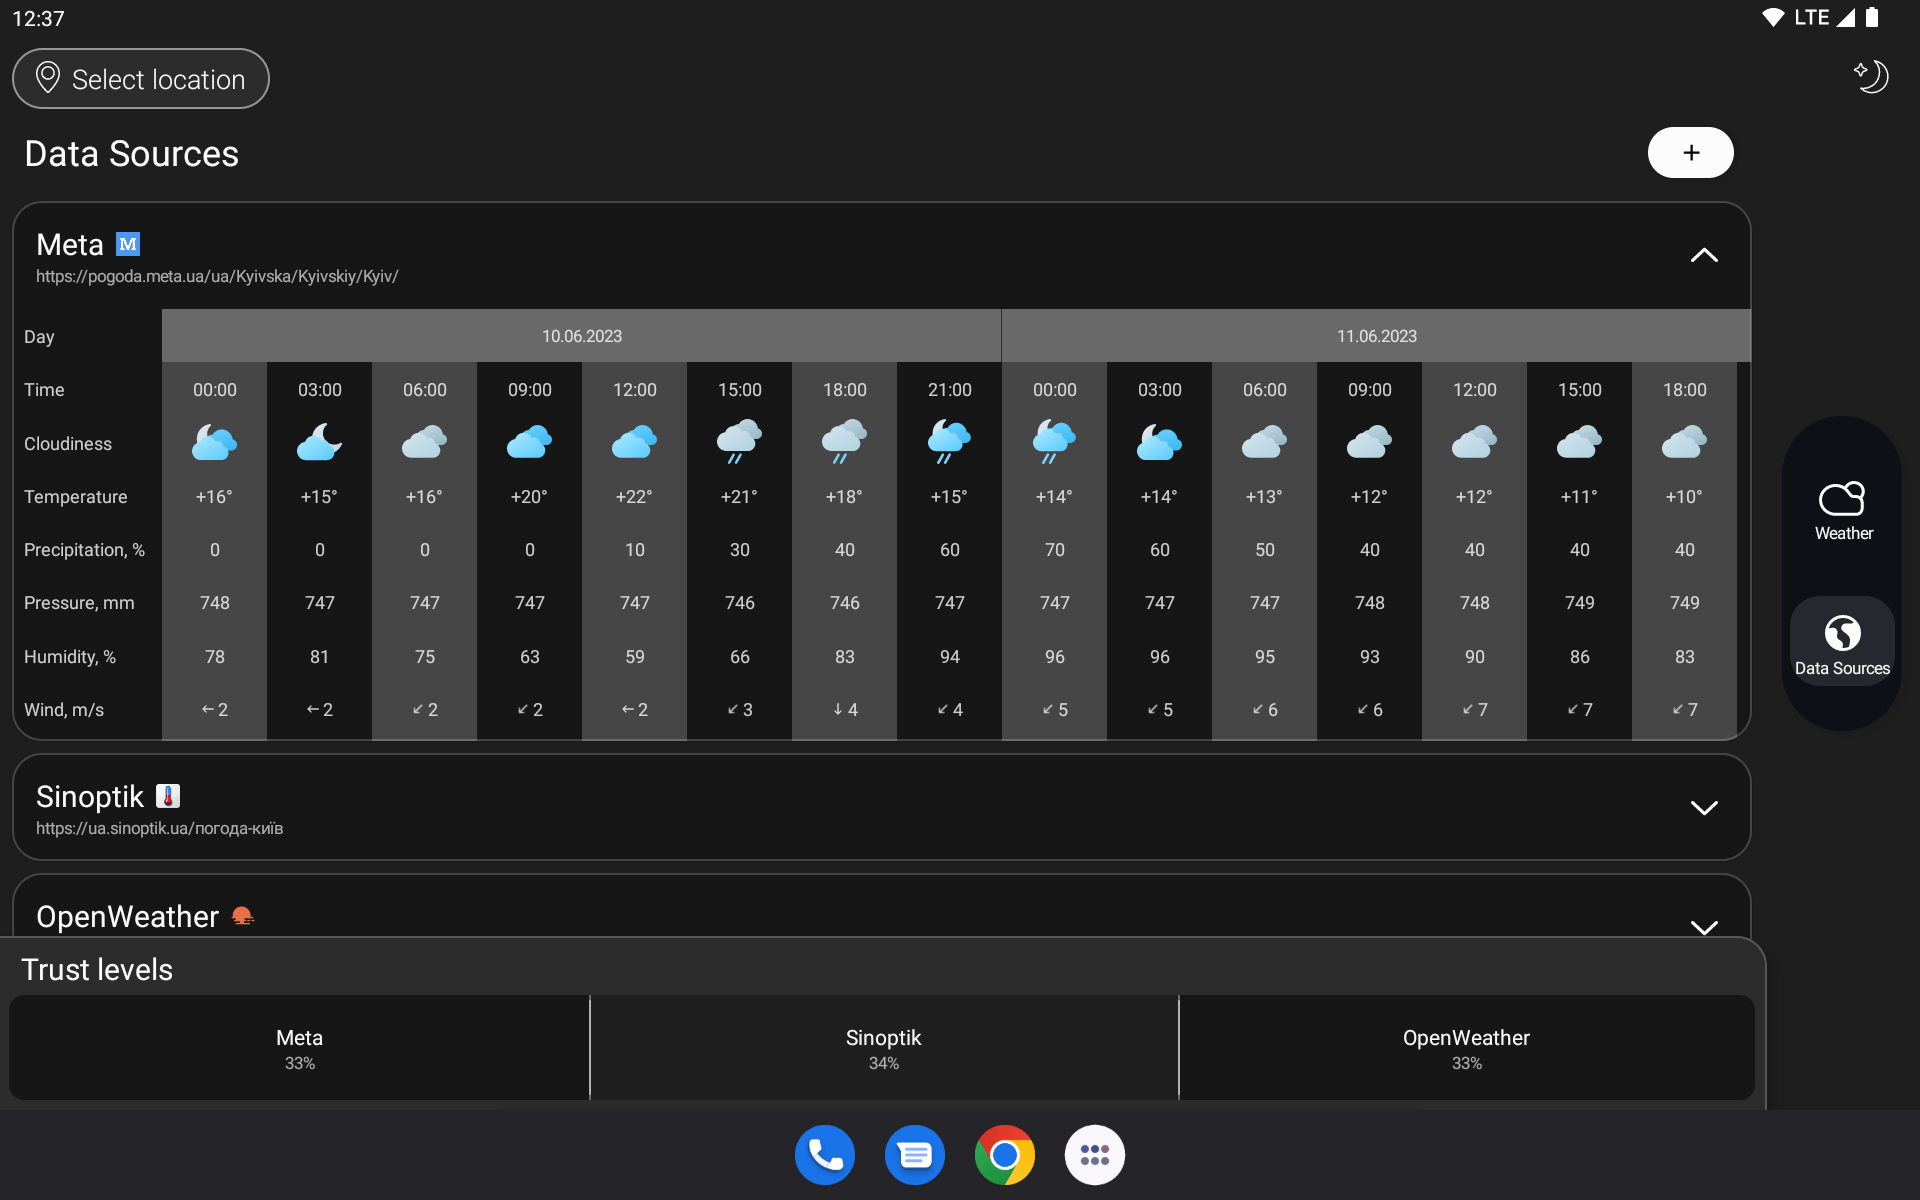 12:37
LTE
Select location
Data Sources
+
Meta M
https://pogoda.meta.ua/ua/Kyivska/Kyivskiy/Kyiv/
Day 10.06.2023 11.06.2023
Time 00:00 03:00 06:00 09:00 12:00 15:00 18:00 21:00 00:00 03:00 06:00 09:00 12:00 15:00 18:00
Cloudiness
Temperature +16° +15° +16° +20° +22° +21° +18° +15° +14° +14° +13° +12° +12° +11° +10°
Precipitation, % 0 0 0 0 10 30 40 60 70 60 50 40 40 40 40
Pressure, mm 748 747 747 747 747 746 746 747 747 747 747 748 748 749 749
Humidity, % 78 81 75 63 59 66 83 94 96 96 95 93 90 86 83
Wind, m/s ←2 ←2 ↙2 ↙2 ←2 ↙3 ↓4 ↙4 ↙5 ↙5 ↙6 ↙6 ↙7 ↙7 ↙7
Weather
Data Sources
Sinoptik
https://ua.sinoptik.ua/погода-київ
OpenWeather
Trust levels
Meta
33%
Sinoptik
34%
OpenWeather
33%